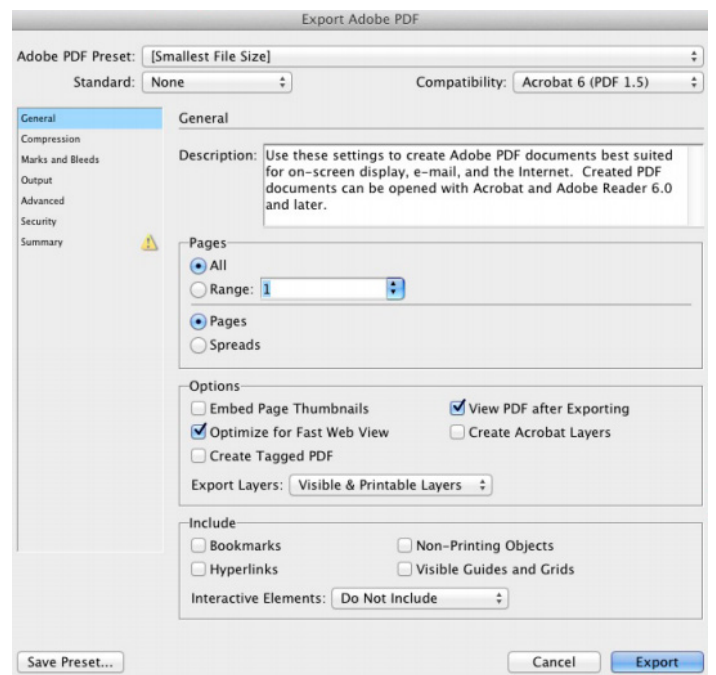 Export Adobe PDF
Adobe PDF Preset: [Smallest File Size]
Standard: None Compatibility: Acrobat 6 (PDF 1.5)
General
Compression
Marks and Bleeds
Output
Advanced
Security
Summary
General
Description: Use these settings to create Adobe PDF documents best suited
for on-screen display, e-mail, and the Internet.  Created PDF
documents can be opened with Acrobat and Adobe Reader 6.0
and later.
Pages
All
Range: 1
Pages
Spreads
Options
Embed Page Thumbnails View PDF after Exporting
Optimize for Fast Web View Create Acrobat Layers
Create Tagged PDF
Export Layers: Visible & Printable Layers
Include
Bookmarks Non-Printing Objects
Hyperlinks Visible Guides and Grids
Interactive Elements: Do Not Include
Save Preset... Cancel Export